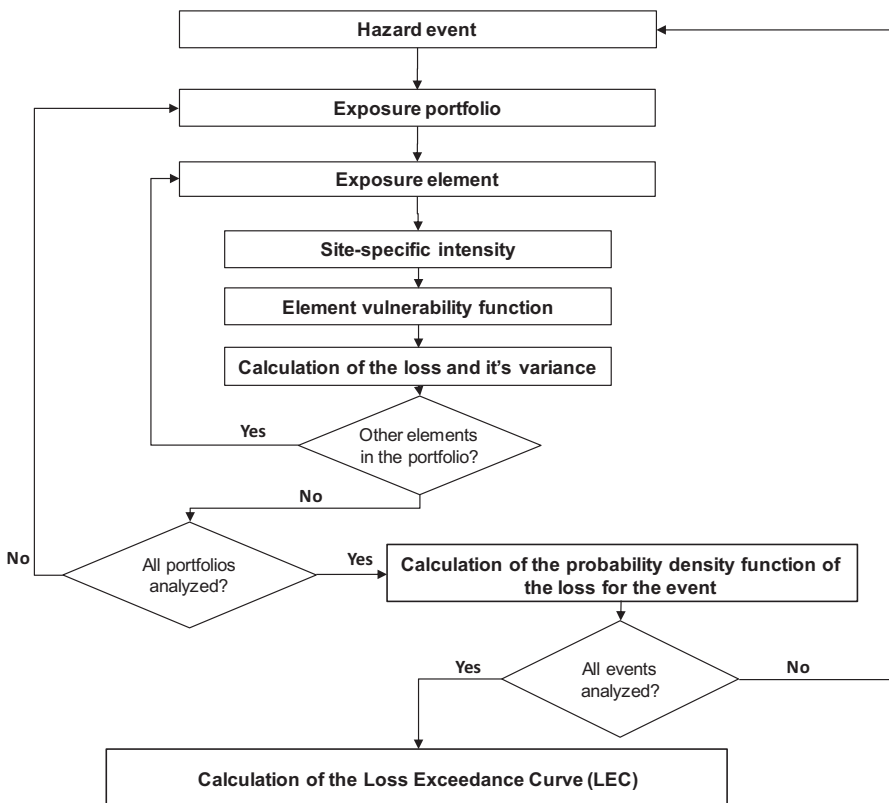 Hazard event
Exposure portfolio
Exposure element
Site-specific intensity
Element vulnerability function
Calculation of the loss and it's variance
Yes
Other elements
in the portfolio?
No
No
All portfolios
analyzed?
Yes
Calculation of the probability density function of
the loss for the event
Yes
All events
analyzed?
No
Calculation of the Loss Exceedance Curve (LEC)